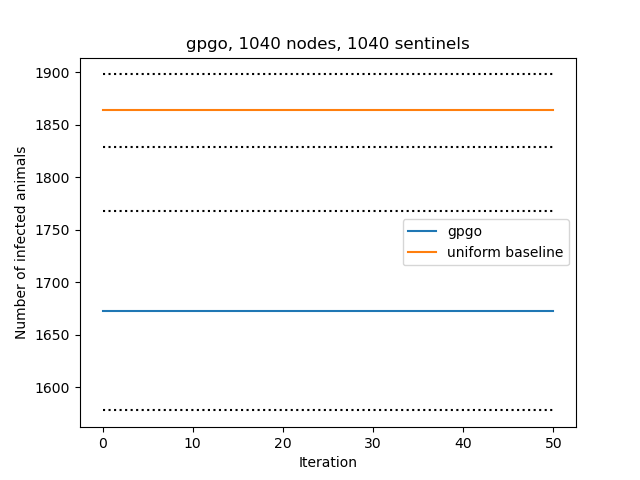 gpgo, 1040 nodes, 1040 sentinels
1900
1850
1800
1750
1700
1650
1600
Number of infected animals
gpgo
uniform baseline
0 10 20 30 40 50
Iteration